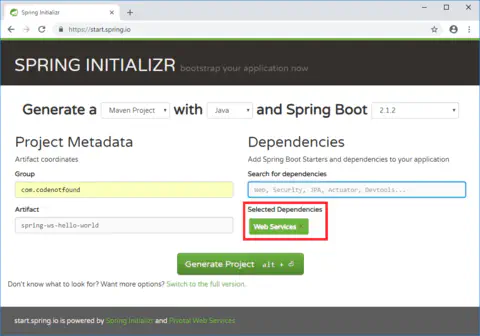 Spring Initializr
https://start.spring.io
SPRING INITIALIZR bootstrap your application now
Generate a Maven Project with Java and Spring Boot 2.1.2
Project Metadata
Artifact coordinates
Group
com.codenotfound
Artifact
spring-ws-hello-world
Dependencies
Add Spring Boot Starters and dependencies to your application
Search for dependencies
Web, Security, JPA, Actuator, Devtools...
Selected Dependencies
Web Services
Generate Project alt +
Don't know what to look for? Want more options? Switch to the full version.
start.spring.io is powered by Spring Initializr and Pivotal Web Services